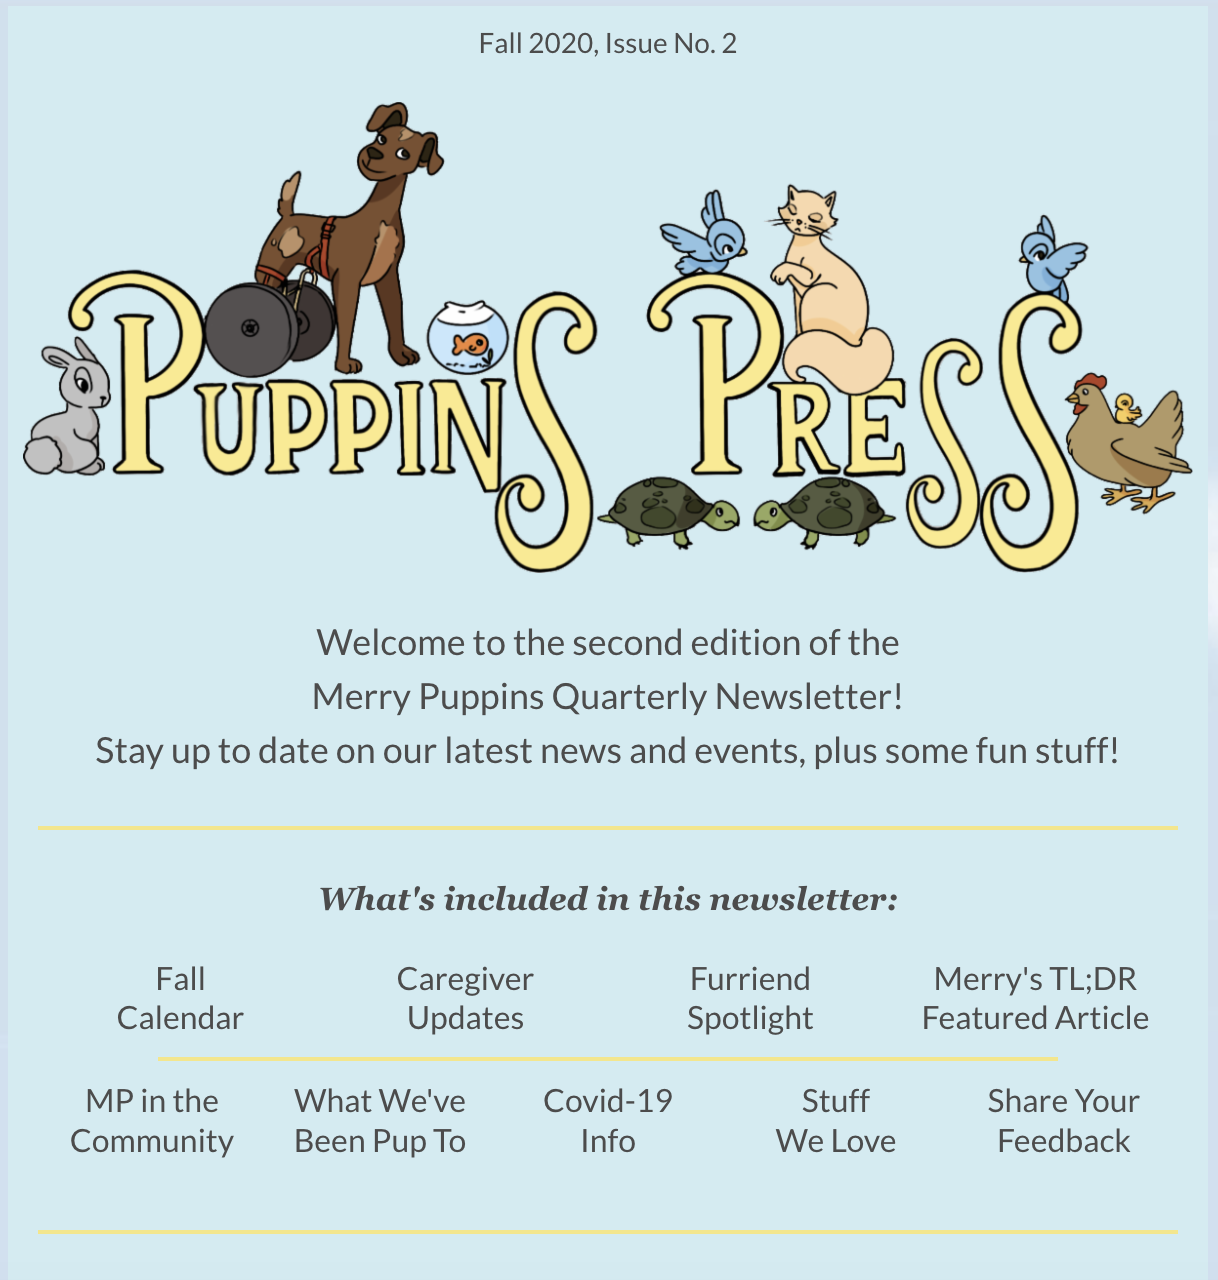 Fall 2020, Issue No. 2
PUPPINS PRESS
Welcome to the second edition of the
Merry Puppins Quarterly Newsletter!
Stay up to date on our latest news and events, plus some fun stuff!
What's included in this newsletter:
Fall
Calendar
Caregiver
Updates
Furriend
Spotlight
Merry's TL;DR
Featured Article
MP in the
Community
What We've
Been Pup To
Covid-19
Info
Stuff
We Love
Share Your
Feedback